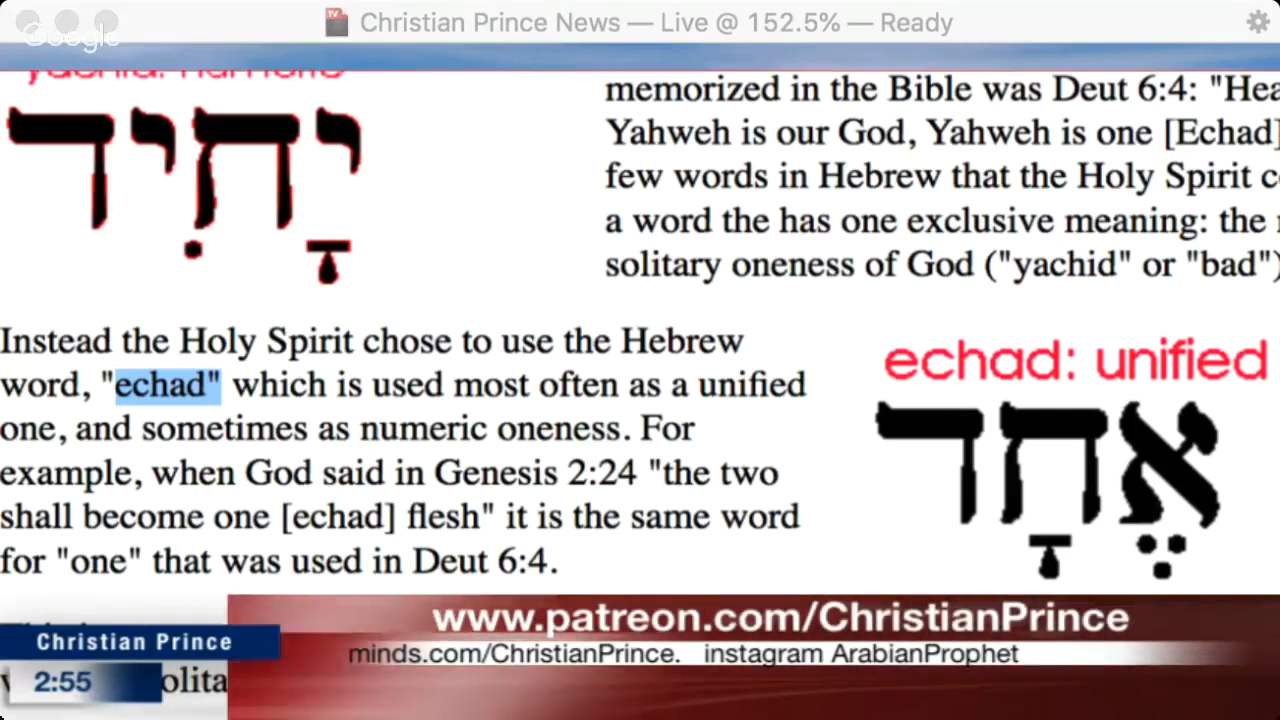 Christian Prince News — Live @ 152.5% — Ready
Google
יָחִיד
memorized in the Bible was Deut 6:4: "Hea
Yahweh is our God, Yahweh is one [Echad]
few words in Hebrew that the Holy Spirit c
a word the has one exclusive meaning: the
solitary oneness of God ("yachid" or "bad")
Instead the Holy Spirit chose to use the Hebrew
word, "echad" which is used most often as a unified
one, and sometimes as numeric oneness. For
example, when God said in Genesis 2:24 "the two
shall become one [echad] flesh" it is the same word
for "one" that was used in Deut 6:4.
echad: unified
אֶחָד
www.patreon.com/ChristianPrince
minds.com/ChristianPrince. instagram ArabianProphet
Christian Prince
2:55
olita